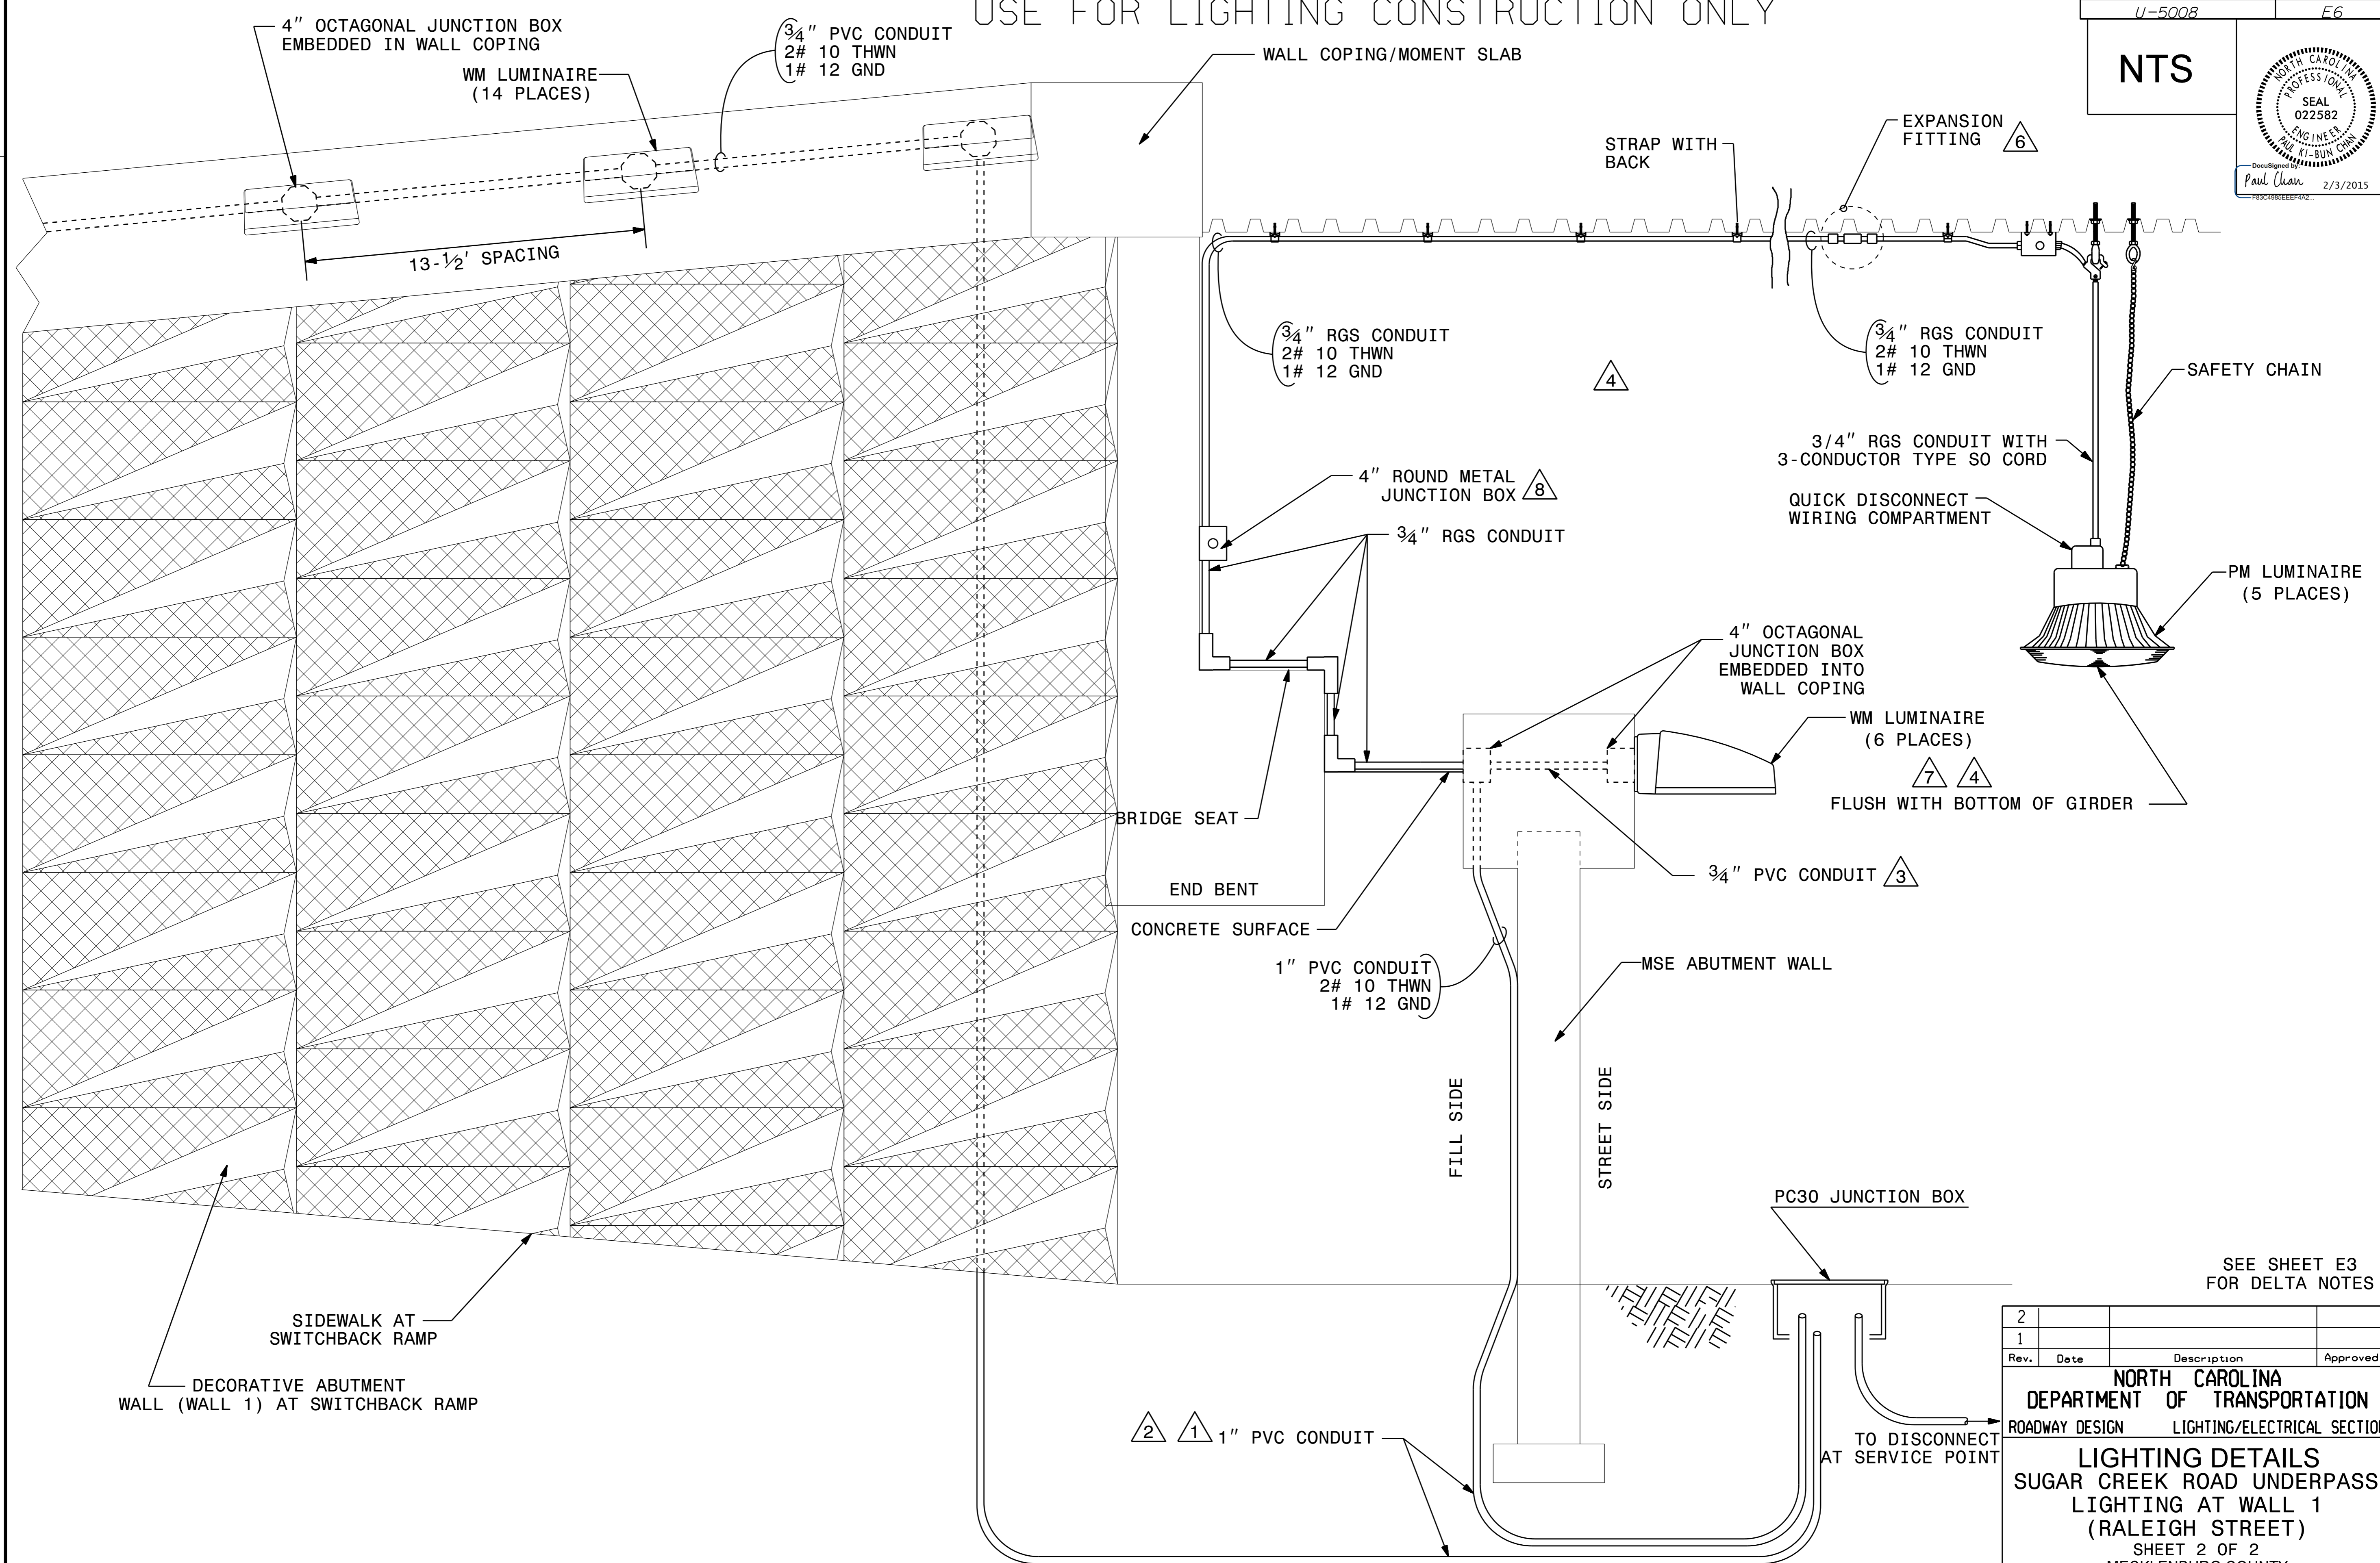 USE FOR LIGHTING CONSTRUCTION ONLY
U-5008
E6
NTS
NORTH CAROLINA
PROFESSIONAL
SEAL
022582
ENGINEER
PAUL KI-BUN CHAN
DocuSigned by:
Paul Chan
2/3/2015
F83C4985EEEF4A2...
4" OCTAGONAL JUNCTION BOX
EMBEDDED IN WALL COPING
WM LUMINAIRE
(14 PLACES)
3/4" PVC CONDUIT
2# 10 THWN
1# 12 GND
WALL COPING/MOMENT SLAB
13-1/2' SPACING
STRAP WITH
BACK
EXPANSION
FITTING
6
3/4" RGS CONDUIT
2# 10 THWN
1# 12 GND
4
3/4" RGS CONDUIT
2# 10 THWN
1# 12 GND
SAFETY CHAIN
3/4" RGS CONDUIT WITH
3-CONDUCTOR TYPE SO CORD
4" ROUND METAL
JUNCTION BOX
8
QUICK DISCONNECT
WIRING COMPARTMENT
3/4" RGS CONDUIT
PM LUMINAIRE
(5 PLACES)
4" OCTAGONAL
JUNCTION BOX
EMBEDDED INTO
WALL COPING
WM LUMINAIRE
(6 PLACES)
7
4
FLUSH WITH BOTTOM OF GIRDER
BRIDGE SEAT
3/4" PVC CONDUIT
3
END BENT
CONCRETE SURFACE
1" PVC CONDUIT
2# 10 THWN
1# 12 GND
MSE ABUTMENT WALL
FILL SIDE
STREET SIDE
PC30 JUNCTION BOX
SIDEWALK AT
SWITCHBACK RAMP
DECORATIVE ABUTMENT
WALL (WALL 1) AT SWITCHBACK RAMP
2
1
1" PVC CONDUIT
TO DISCONNECT
AT SERVICE POINT
SEE SHEET E3
FOR DELTA NOTES
2
1
Rev.
Date
Description
Approved
NORTH CAROLINA
DEPARTMENT OF TRANSPORTATION
ROADWAY DESIGN
LIGHTING/ELECTRICAL SECTION
LIGHTING DETAILS
SUGAR CREEK ROAD UNDERPASS
LIGHTING AT WALL 1
(RALEIGH STREET)
SHEET 2 OF 2
MECKLENBURG COUNTY